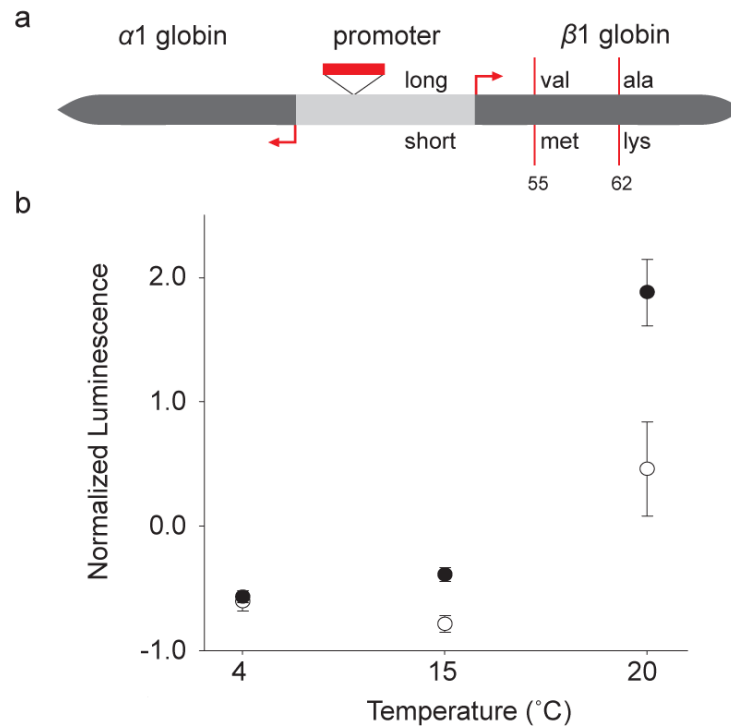 a
α1 globin promoter β1 globin
long val ala
short met lys
55 62
b
Normalized Luminescence
2.0
1.0
0.0
-1.0
4 15 20
Temperature (˚C)